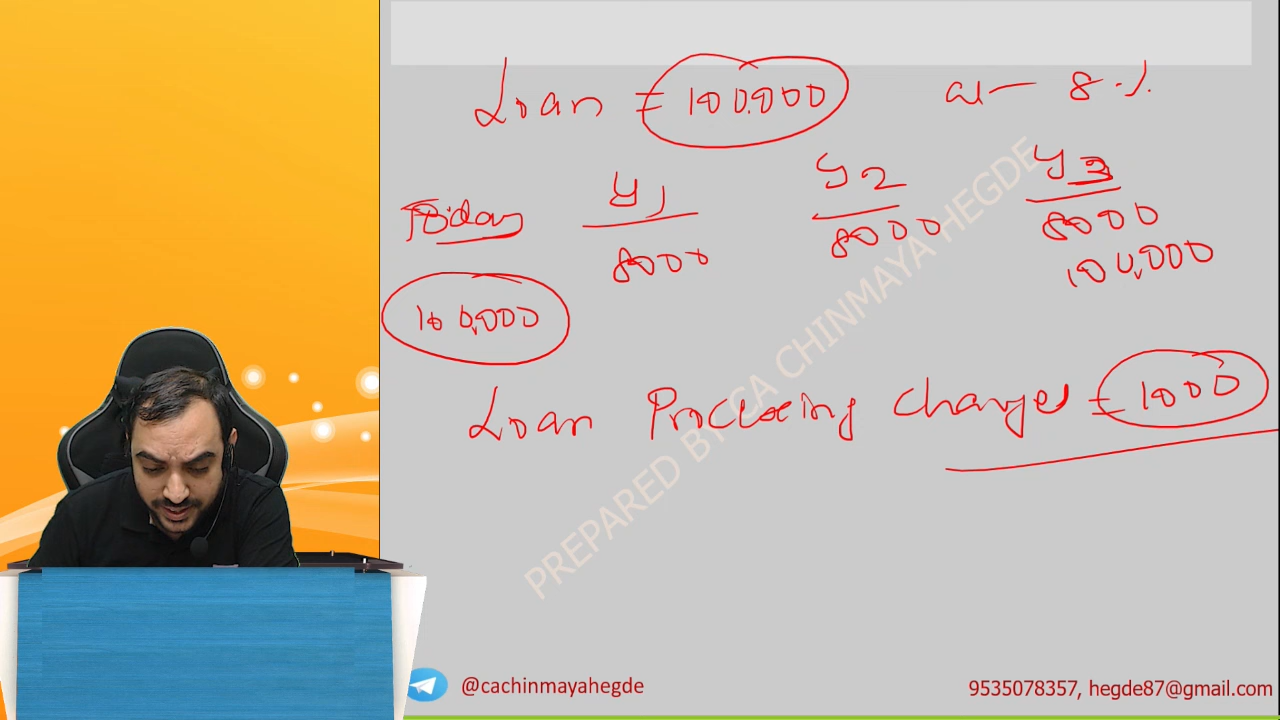 Loan = 100,000 at 8%
Today Y1 Y2 Y3
8000 8000 8000
100,000 100,000
Loan Processing Charges = 1000
PREPARED BY CA CHINMAYA HEGDE
@cachinmayahegde
9535078357, hegde87@gmail.com